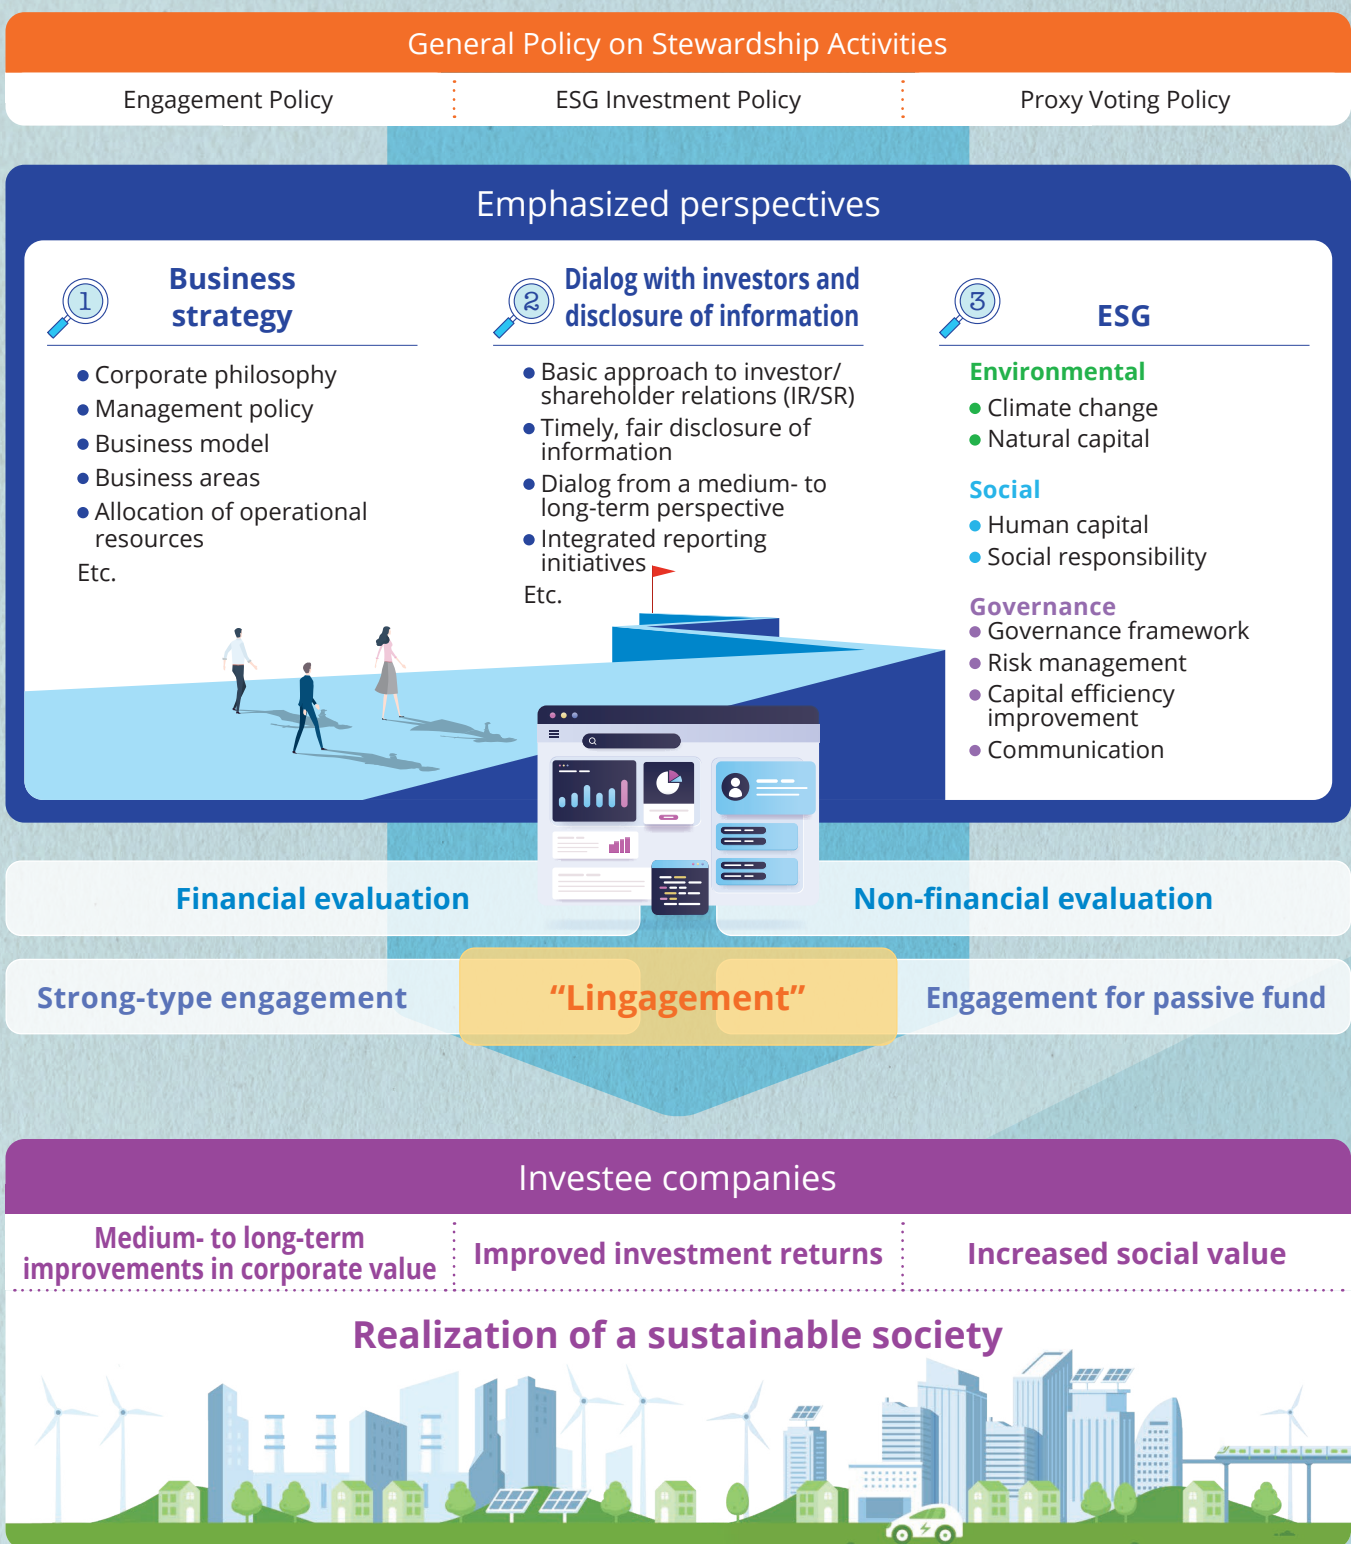 General Policy on Stewardship Activities
Engagement Policy
ESG Investment Policy
Proxy Voting Policy
Emphasized perspectives
1
Business
strategy
• Corporate philosophy
• Management policy
• Business model
• Business areas
• Allocation of operational
resources
Etc.
2
Dialog with investors and
disclosure of information
• Basic approach to investor/
shareholder relations (IR/SR)
• Timely, fair disclosure of
information
• Dialog from a medium- to
long-term perspective
• Integrated reporting
initiatives
Etc.
3
ESG
Environmental
• Climate change
• Natural capital
Social
• Human capital
• Social responsibility
Governance
• Governance framework
• Risk management
• Capital efficiency
improvement
• Communication
Financial evaluation
Non-financial evaluation
Strong-type engagement
“Lingagement”
Engagement for passive fund
Investee companies
Medium- to long-term
improvements in corporate value
Improved investment returns
Increased social value
Realization of a sustainable society